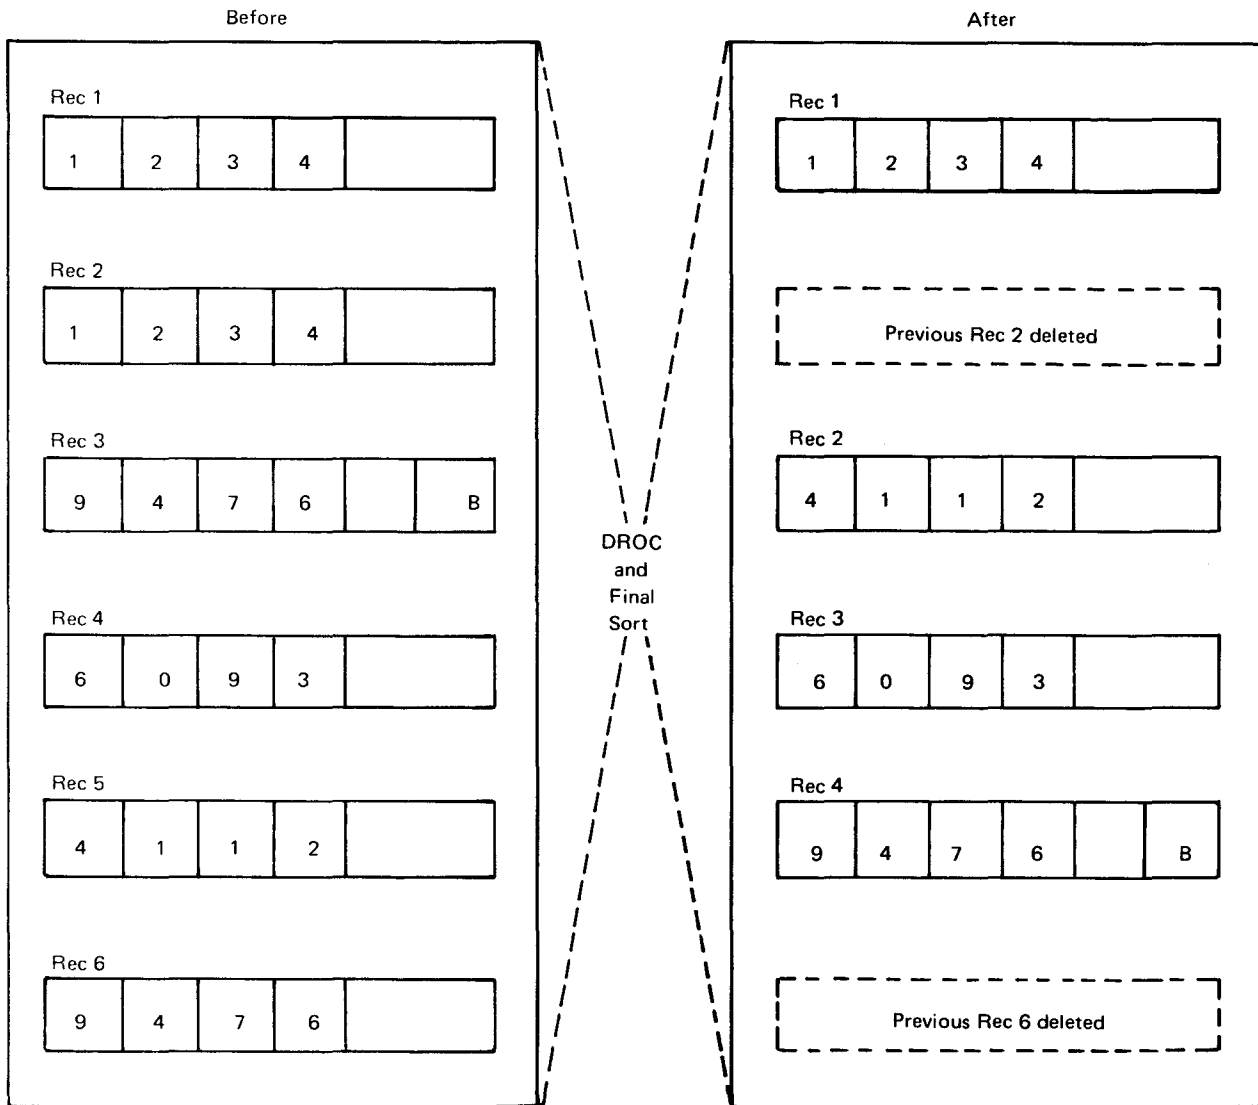 Before
Rec 1
1 2 3 4
Rec 2
1 2 3 4
Rec 3
9 4 7 6 B
Rec 4
6 0 9 3
Rec 5
4 1 1 2
Rec 6
9 4 7 6
DROC
and
Final
Sort
After
Rec 1
1 2 3 4
Previous Rec 2 deleted
Rec 2
4 1 1 2
Rec 3
6 0 9 3
Rec 4
9 4 7 6 B
Previous Rec 6 deleted